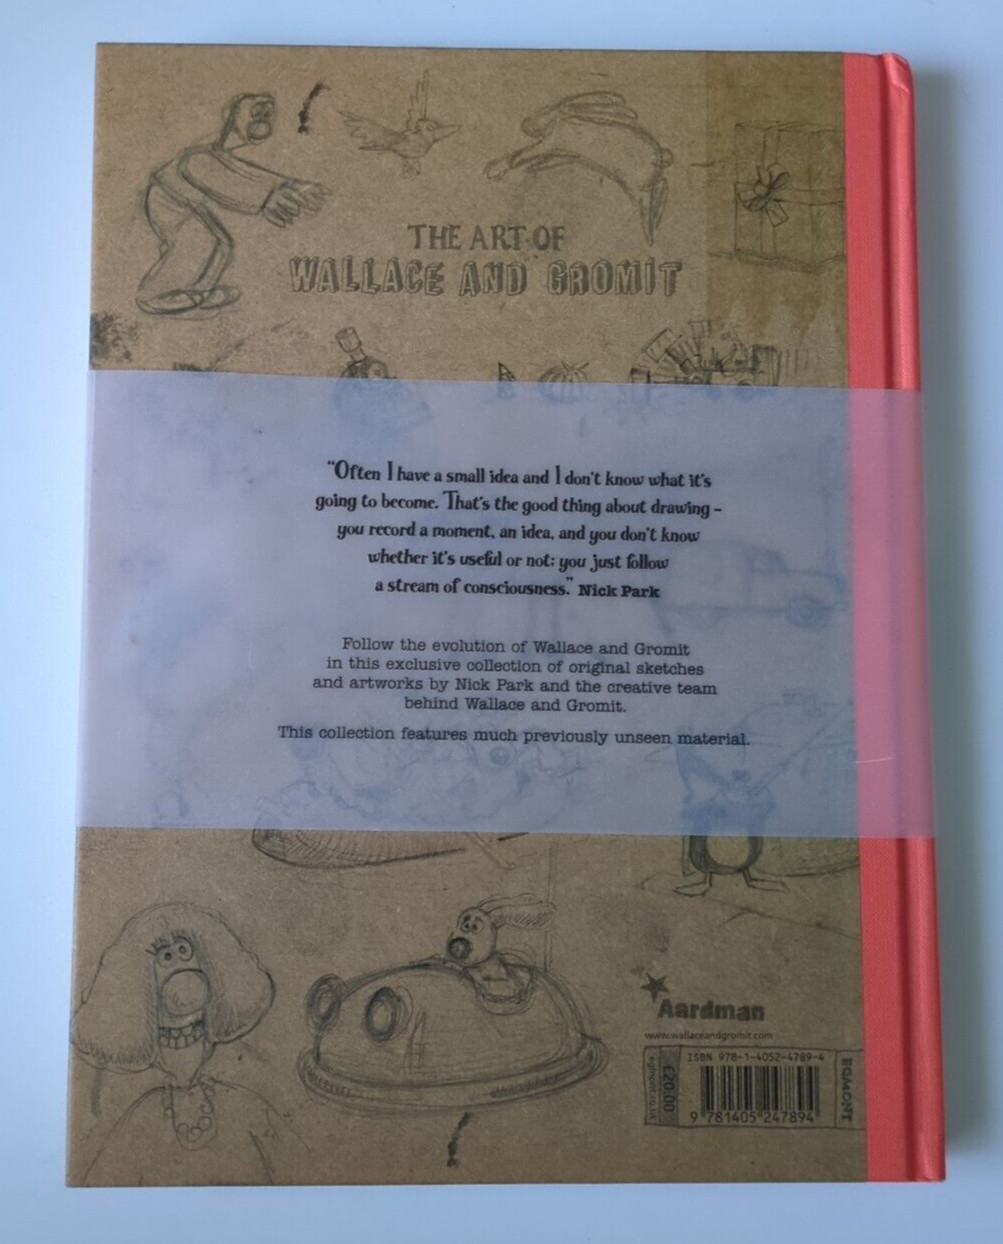 THE ART OF
WALLACE AND GROMIT
“Often I have a small idea and I don't know what it's
going to become. That's the good thing about drawing –
you record a moment, an idea, and you don't know
whether it's useful or not: you just follow
a stream of consciousness.” Nick Park
Follow the evolution of Wallace and Gromit
in this exclusive collection of original sketches
and artworks by Nick Park and the creative team
behind Wallace and Gromit.
This collection features much previously unseen material.
Aardman
www.wallaceandgromit.com
ISBN 978-1-4052-4789-4
egmont.co.uk
£20.00
EGMONT
9 781405 247894